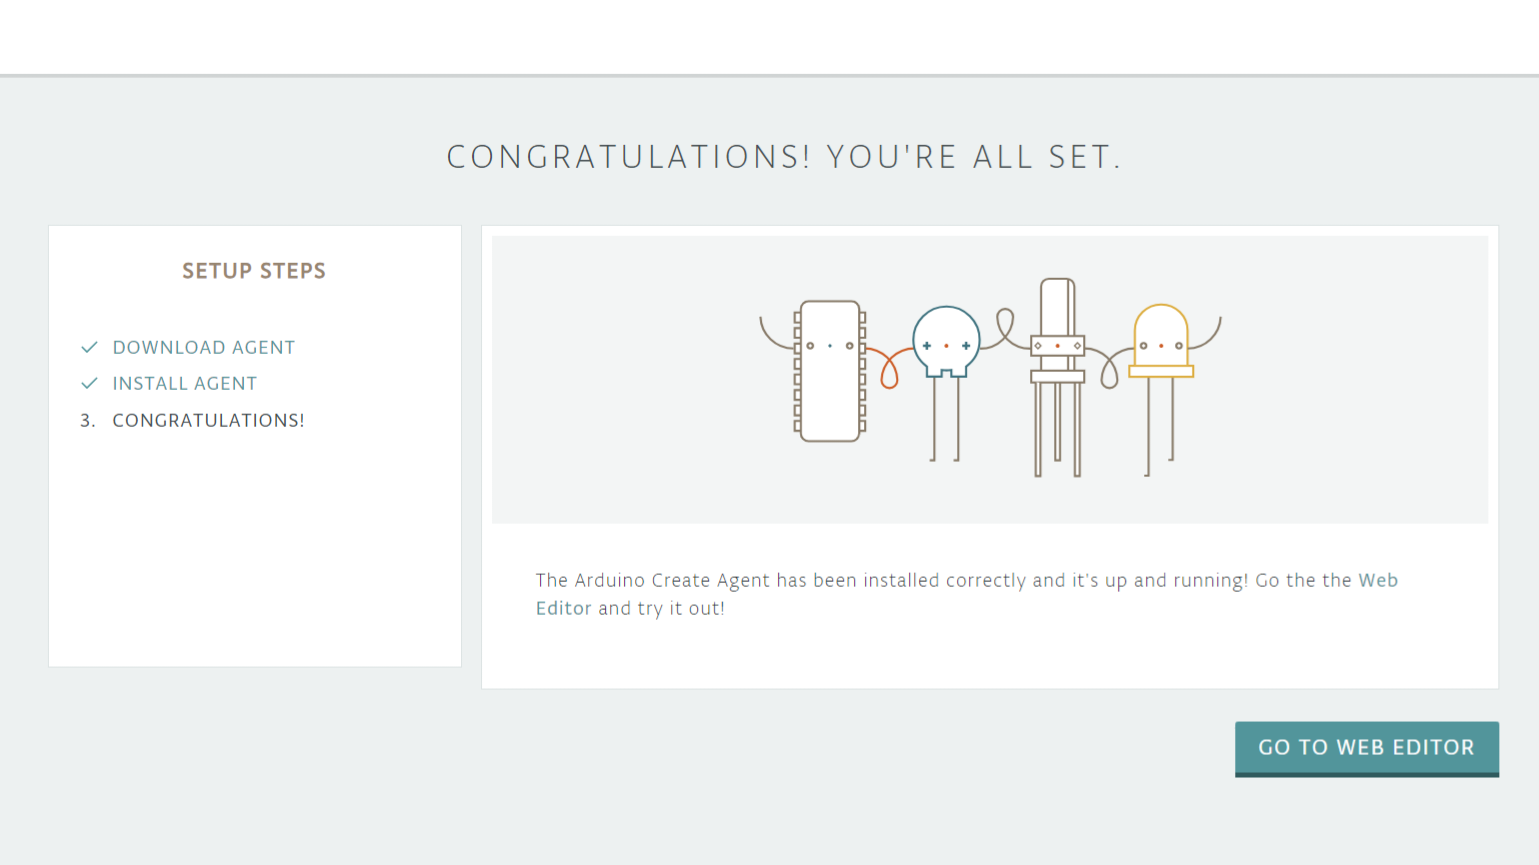 CONGRATULATIONS! YOU'RE ALL SET.
SETUP STEPS
DOWNLOAD AGENT
INSTALL AGENT
3. CONGRATULATIONS!
The Arduino Create Agent has been installed correctly and it's up and running! Go the the Web
Editor and try it out!
GO TO WEB EDITOR